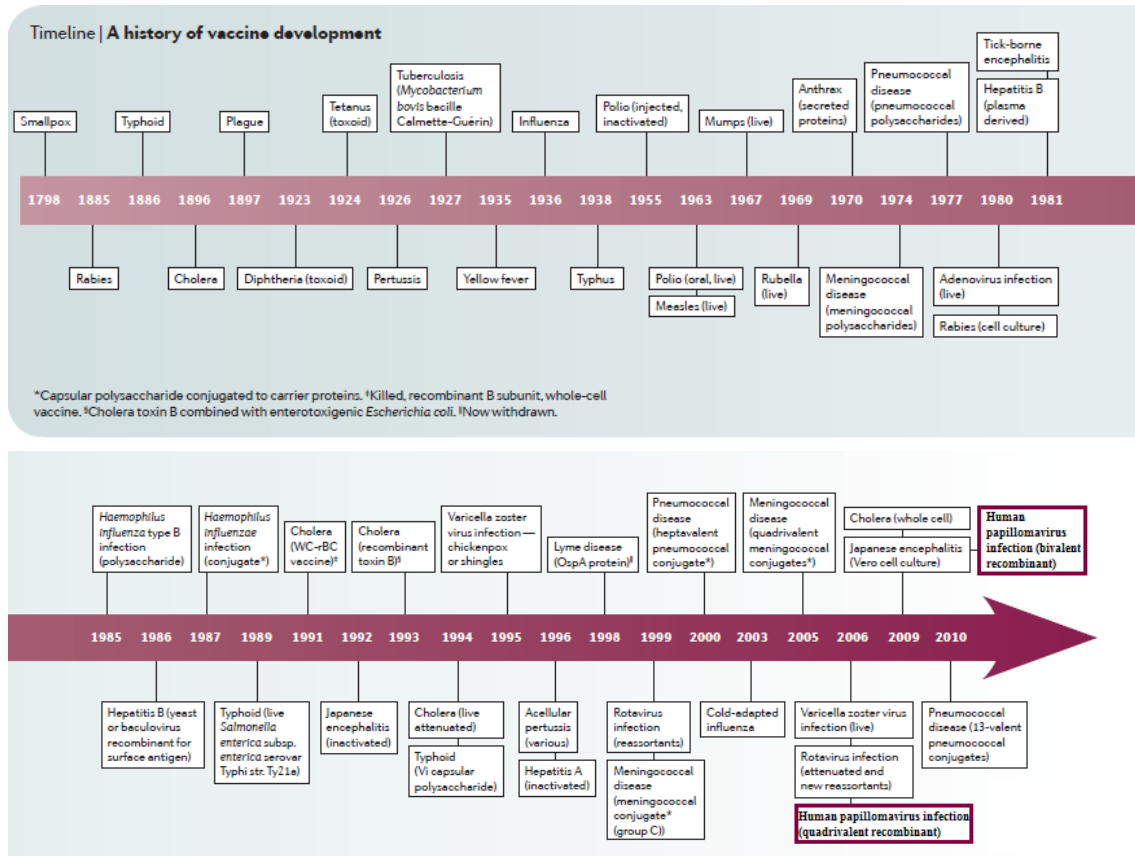 Timeline | A history of vaccine development
Tick-borne
encephalitis
Tuberculosis
(Mycobacterium
bovis bacille
Calmette-Guérin)
Pneumococcal
disease
(pneumococcal
polysaccharides)
Hepatitis B
(plasma
derived)
Anthrax
(secreted
proteins)
Tetanus
(toxoid)
Polio (injected,
inactivated)
Smallpox
Typhoid
Plague
Influenza
Mumps (live)
1798 1885 1886 1896 1897 1923 1924 1926 1927 1935 1936 1938 1955 1963 1967 1969 1970 1974 1977 1980 1981
Rabies
Cholera
Diphtheria (toxoid)
Pertussis
Yellow fever
Typhus
Polio (oral, live)
Measles (live)
Rubella
(live)
Meningococcal
disease
(meningococcal
polysaccharides)
Adenovirus infection
(live)
Rabies (cell culture)
*Capsular polysaccharide conjugated to carrier proteins. ‡Killed, recombinant B subunit, whole-cell
vaccine. §Cholera toxin B combined with enterotoxigenic Escherichia coli. ||Now withdrawn.
Haemophilus
influenza type B
infection
(polysaccharide)
Haemophilus
influenzae
infection
(conjugate*)
Cholera
(WC-rBC
vaccine)‡
Cholera
(recombinant
toxin B)§
Varicella zoster
virus infection —
chickenpox
or shingles
Lyme disease
(OspA protein)||
Pneumococcal
disease
(heptavalent
pneumococcal
conjugate*)
Meningococcal
disease
(quadrivalent
meningococcal
conjugates*)
Cholera (whole cell)
Japanese encephalitis
(Vero cell culture)
Human
papillomavirus
infection (bivalent
recombinant)
1985 1986 1987 1989 1991 1992 1993 1994 1995 1996 1998 1999 2000 2003 2005 2006 2009 2010
Hepatitis B (yeast
or baculovirus
recombinant for
surface antigen)
Typhoid (live
Salmonella
enterica subsp.
enterica serovar
Typhi str. Ty21a)
Japanese
encephalitis
(inactivated)
Cholera (live
attenuated)
Typhoid
(Vi capsular
polysaccharide)
Acellular
pertussis
(various)
Hepatitis A
(inactivated)
Rotavirus
infection
(reassortants)
Meningococcal
disease
(meningococcal
conjugate*
(group C))
Cold-adapted
influenza
Varicella zoster virus
infection (live)
Rotavirus infection
(attenuated and
new reassortants)
Human papillomavirus infection
(quadrivalent recombinant)
Pneumococcal
disease (13-valent
pneumococcal
conjugates)